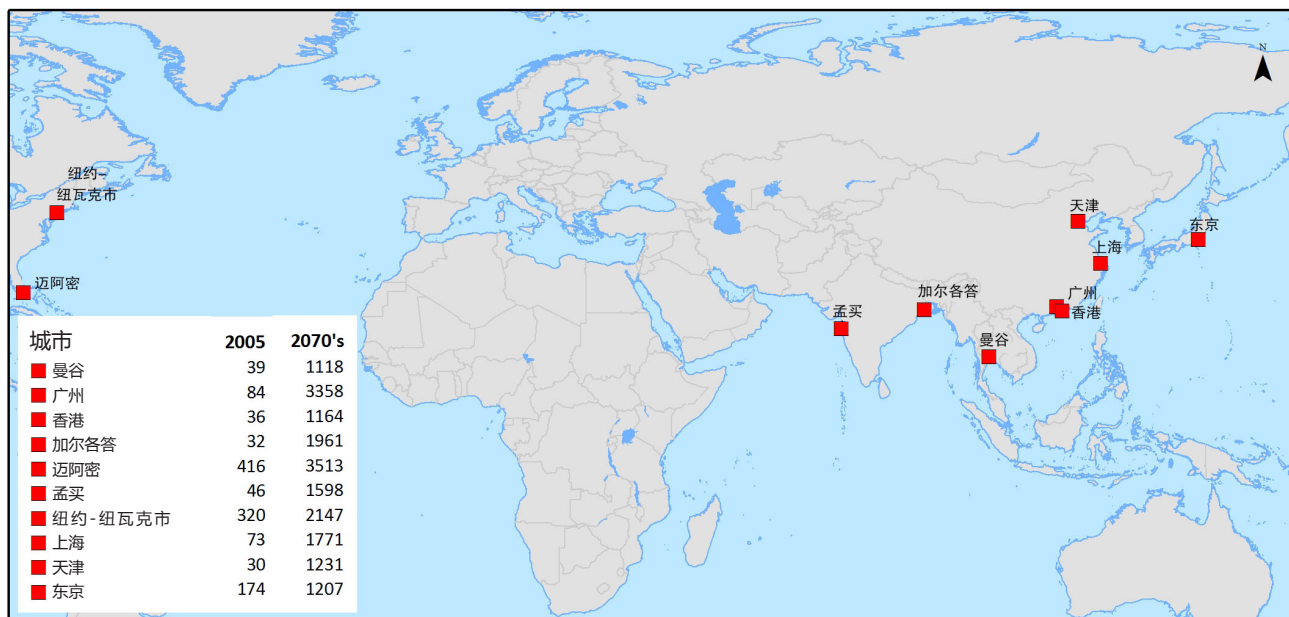 N
纽约-
纽瓦克市
天津
东京
上海
迈阿密
加尔各答
广州
香港
孟买
曼谷
城市 2005 2070's
曼谷 39 1118
广州 84 3358
香港 36 1164
加尔各答 32 1961
迈阿密 416 3513
孟买 46 1598
纽约-纽瓦克市 320 2147
上海 73 1771
天津 30 1231
东京 174 1207